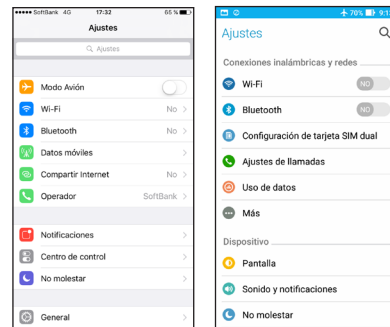 SoftBank 4G 17:32 66 %
Ajustes
Ajustes
Modo Avión
Wi-Fi No
Bluetooth No
Datos móviles
Compartir Internet No
Operador SoftBank
Notificaciones
Centro de control
No molestar
General
70% 9:13
Ajustes
Conexiones inalámbricas y redes
Wi-Fi NO
Bluetooth NO
Configuración de tarjeta SIM dual
Ajustes de llamadas
Uso de datos
Más
Dispositivo
Pantalla
Sonido y notificaciones
No molestar